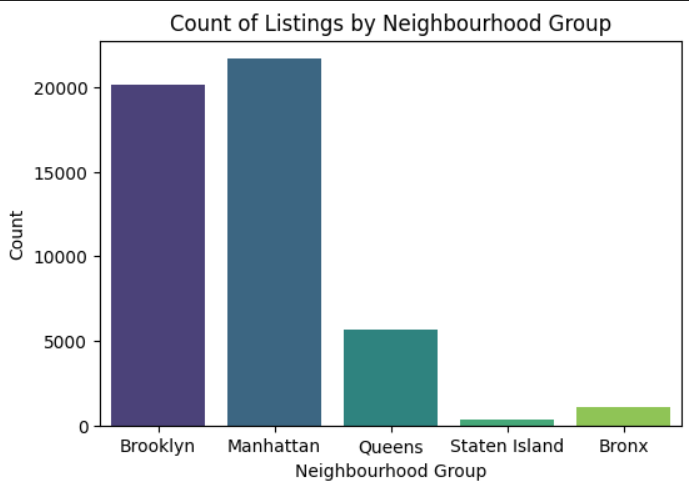 Count of Listings by Neighbourhood Group
Count
20000
15000
10000
5000
0
Brooklyn Manhattan Queens Staten Island Bronx
Neighbourhood Group